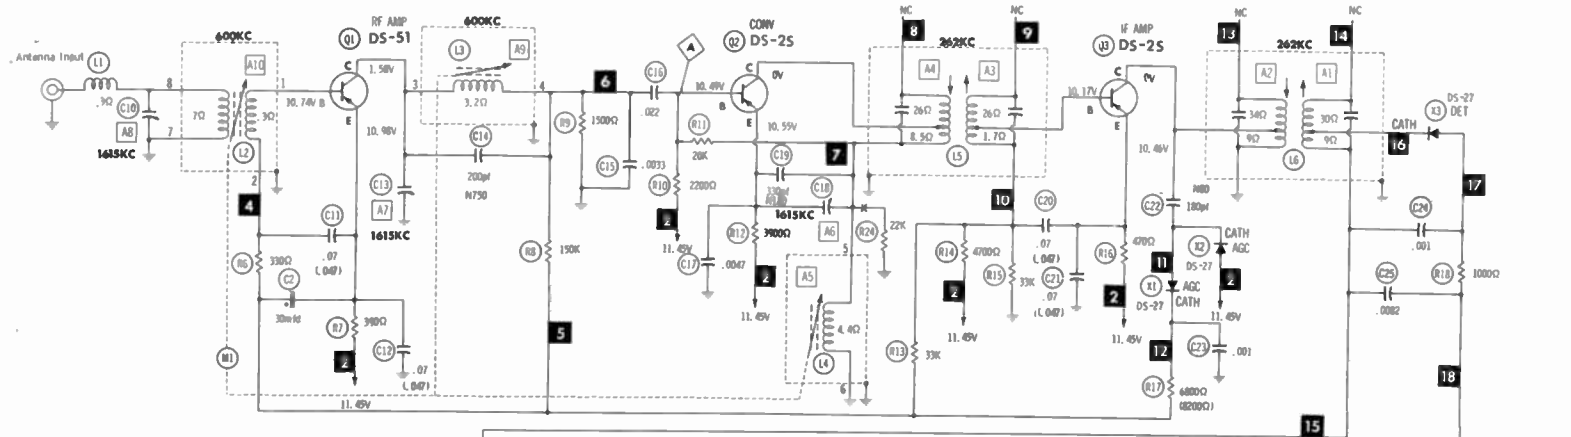 Antenna Input
L1
.3Ω
C10
A8
1615KC
600KC
8
7
7Ω
A10
.3Ω
L2
1
2
4
R6
330Ω
C2
30mfd
M1
Q1
RF AMP
DS-51
C
1.58V
10.74V B
E
10.98V
C11
.07
(.047)
R7
390Ω
2
11.45V
C12
.07
(.047)
C13
A7
1615KC
600KC
L3
A9
3
3.2Ω
4
C14
200pf
N750
R8
150K
5
6
R9
1500Ω
C15
.0033
C16
.022
A
R10
2200Ω
2
11.45V
R11
20K
Q2
CONV
DS-25
10.49V
C
0V
B
E
10.55V
C19
330pf
C18
1615KC
A6
C17
.0047
R12
3900Ω
2
11.45V
7
R24
22K
5
A5
4.4Ω
L4
6
NC
8
NC
9
262KC
A4
A3
26Ω
26Ω
8.5Ω
1.7Ω
L5
10
R13
33K
R14
4700Ω
2
11.45V
R15
33K
C20
.07
(.047)
C21
.07
(.047)
Q3
IF AMP
DS-25
10.17V
C
0V
B
E
10.46V
R16
470Ω
2
11.45V
C22
N80
180pf
11
X1
DS-27
AGC
CATH
X2
DS-27
CATH
AGC
2
11.45V
12
C23
.001
R17
6800Ω
(8200Ω)
NC
13
NC
14
262KC
A2
A1
34Ω
30Ω
9Ω
9Ω
L6
CATH
16
X3
DS-27
DET
17
C24
.001
C25
.0082
R18
1000Ω
18
15